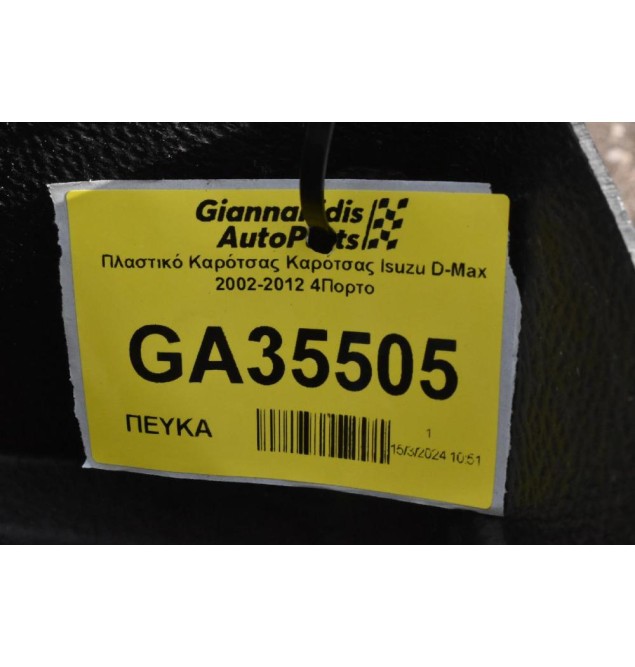 Giannakidis
AutoParts
Πλαστικό Καρότσας Καρότσας Isuzu D-Max
2002-2012 4Πορτο
GA35505
ΠΕΥΚΑ
1
15/3/2024 10:51